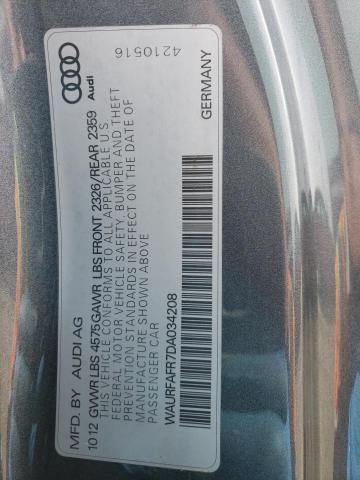 MFD. BY AUDI AG
10 12 GVWR LBS 4575 GAWR LBS FRONT 2326/REAR 2359
THIS VEHICLE CONFORMS TO ALL APPLICABLE U.S.
FEDERAL MOTOR VEHICLE SAFETY, BUMPER AND THEFT
PREVENTION STANDARDS IN EFFECT ON THE DATE OF
MANUFACTURE SHOWN ABOVE
PASSENGER CAR
WAURFAFR7DA034208
Audi
4210516
GERMANY